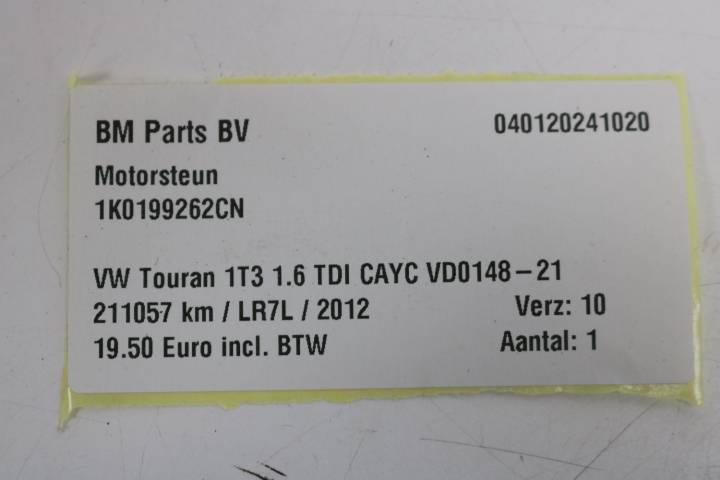 BM Parts BV 040120241020
Motorsteun
1K0199262CN
VW Touran 1T3 1.6 TDI CAYC VD0148-21
211057 km / LR7L / 2012 Verz: 10
19.50 Euro incl. BTW Aantal: 1